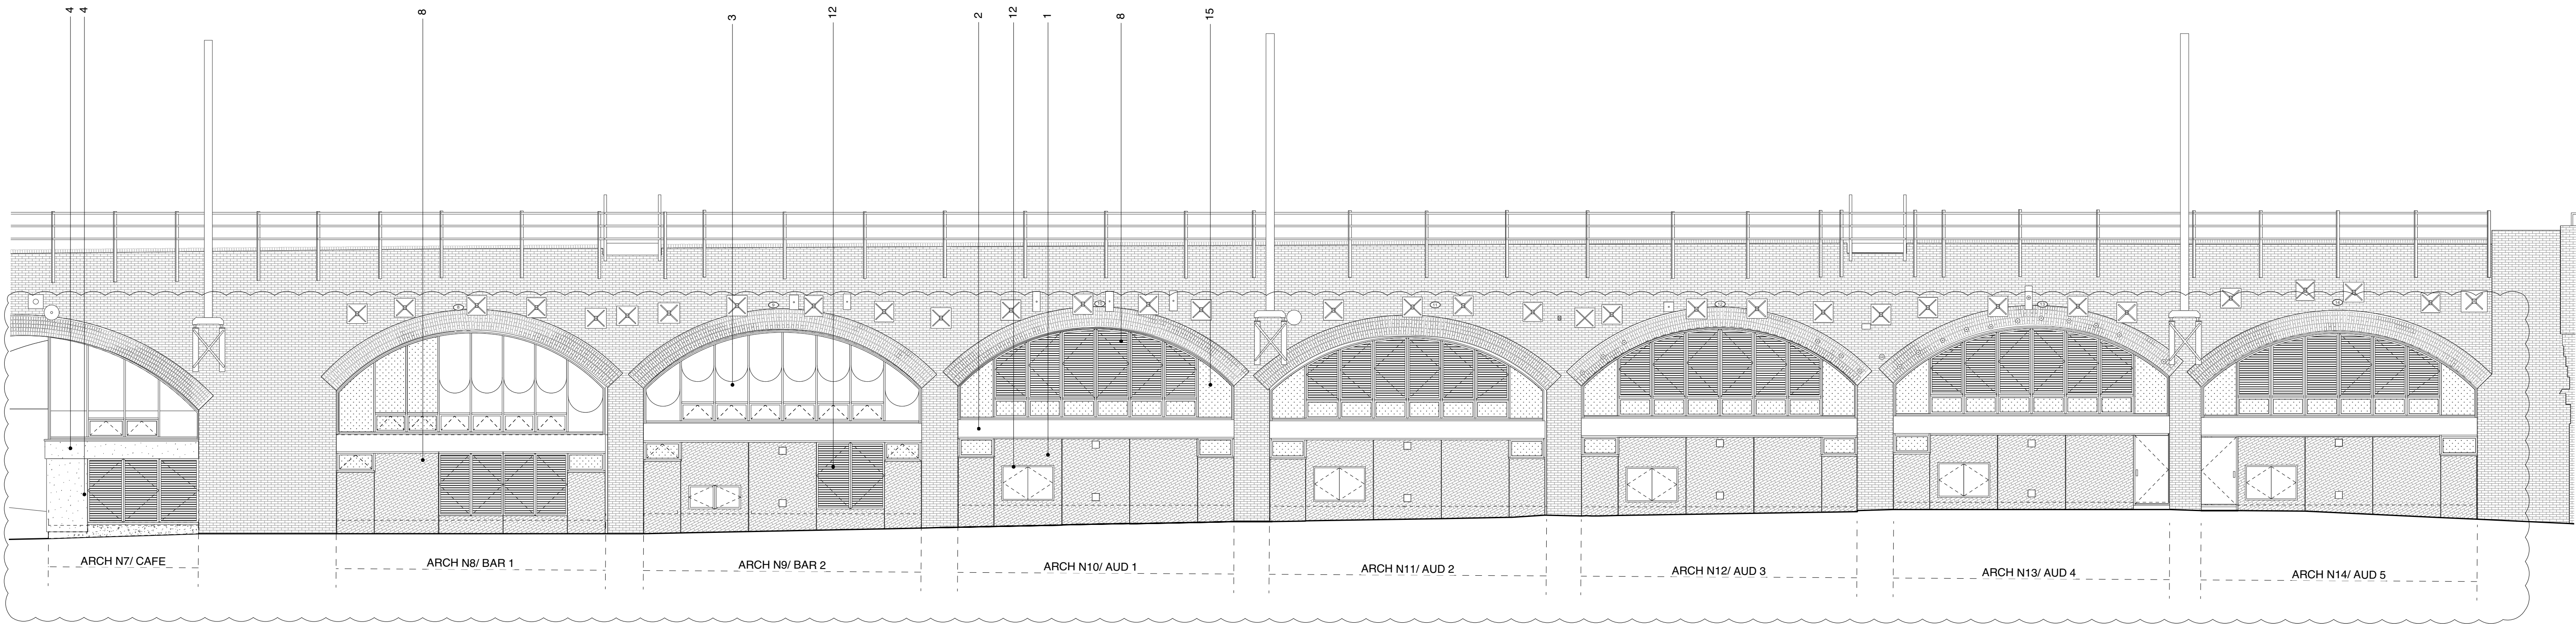 4
4
8
3
12
2
12
1
8
15
ARCH N7/ CAFE
ARCH N8/ BAR 1
ARCH N9/ BAR 2
ARCH N10/ AUD 1
ARCH N11/ AUD 2
ARCH N12/ AUD 3
ARCH N13/ AUD 4
ARCH N14/ AUD 5